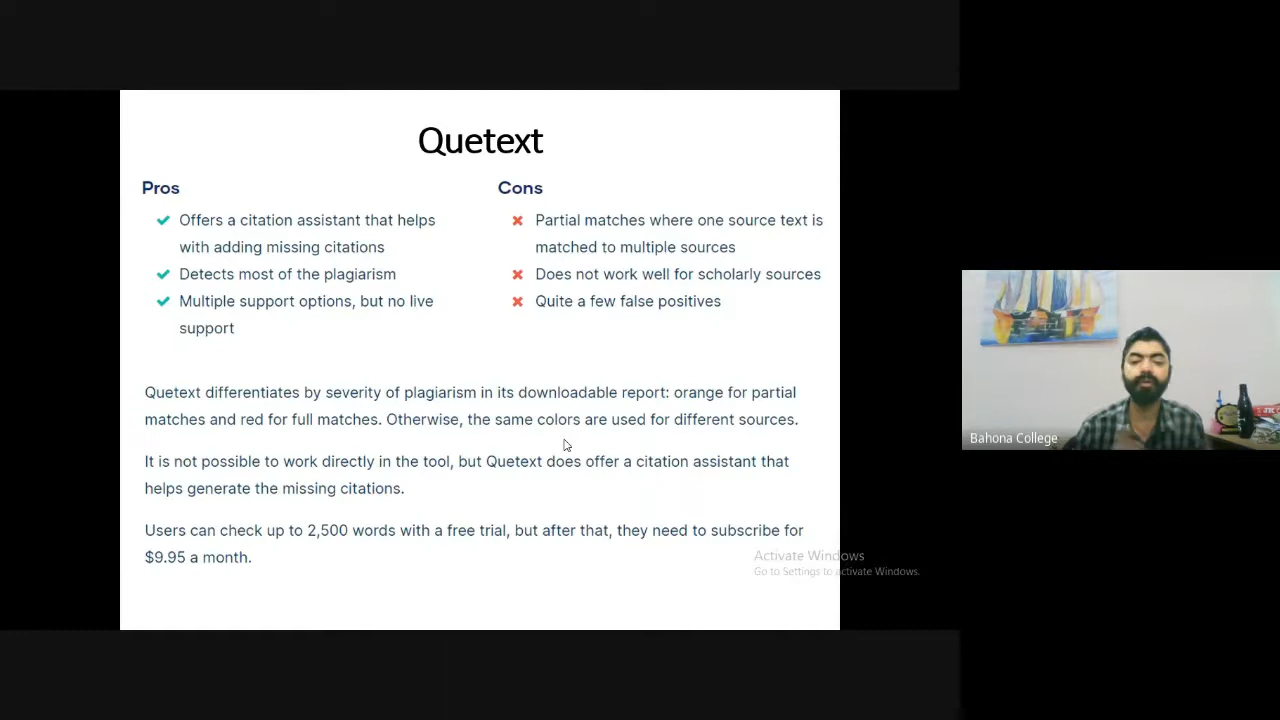 Quetext
Pros
Offers a citation assistant that helps
with adding missing citations
Detects most of the plagiarism
Multiple support options, but no live
support
Cons
Partial matches where one source text is
matched to multiple sources
Does not work well for scholarly sources
Quite a few false positives
Quetext differentiates by severity of plagiarism in its downloadable report: orange for partial
matches and red for full matches. Otherwise, the same colors are used for different sources.
It is not possible to work directly in the tool, but Quetext does offer a citation assistant that
helps generate the missing citations.
Users can check up to 2,500 words with a free trial, but after that, they need to subscribe for
$9.95 a month.
Activate Windows
Go to Settings to activate Windows.
Bahona College